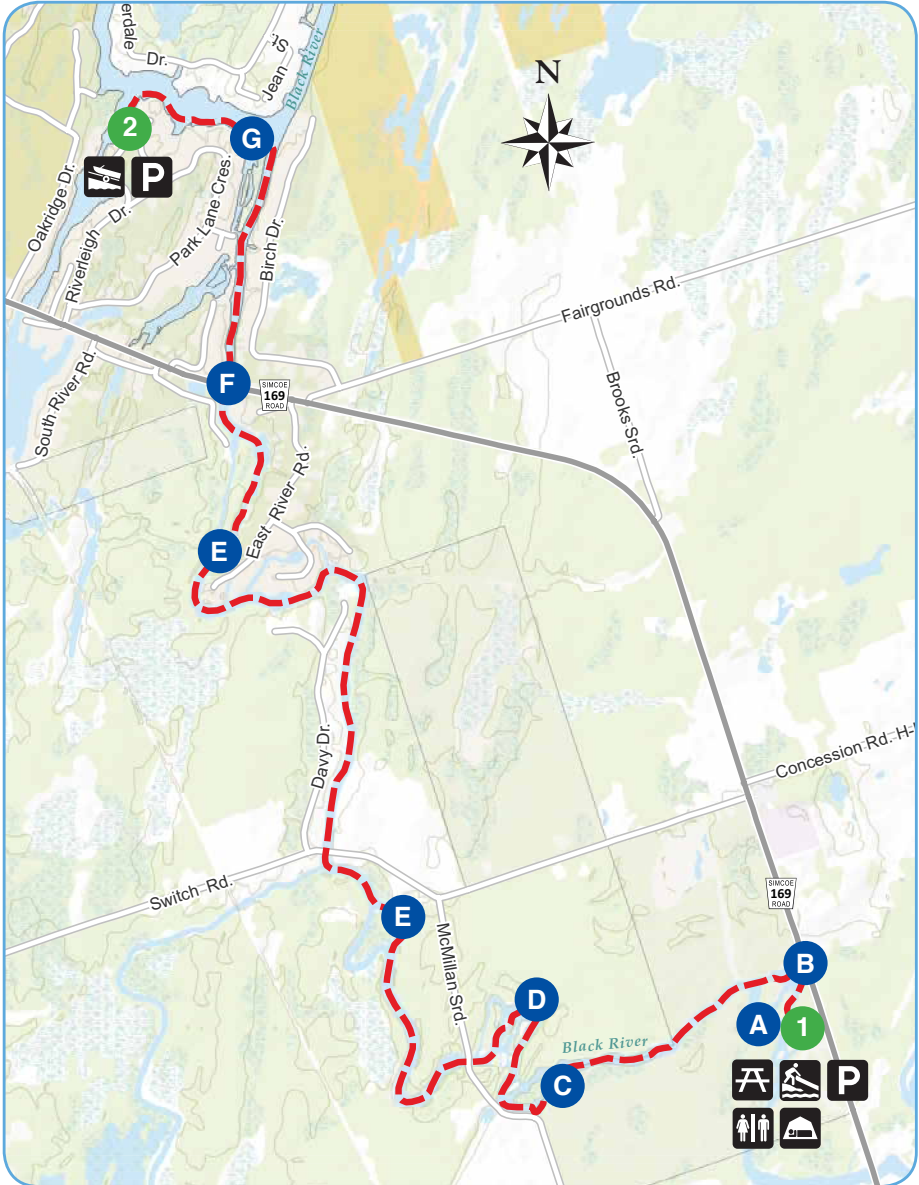 erdale
Dr.
Jean St
Black River
N
2
G
P
Oakridge Dr.
Riverleigh Dr.
Park Lane Cres.
Birch Dr.
Fairgrounds Rd.
F
SIMCOE
169
ROAD
South River Rd.
Brooks Srd.
East River Rd.
E
Davy Dr.
Concession Rd. H-
Switch Rd.
SIMCOE
169
ROAD
E
McMillan Srd.
B
D
A
1
Black River
C
P